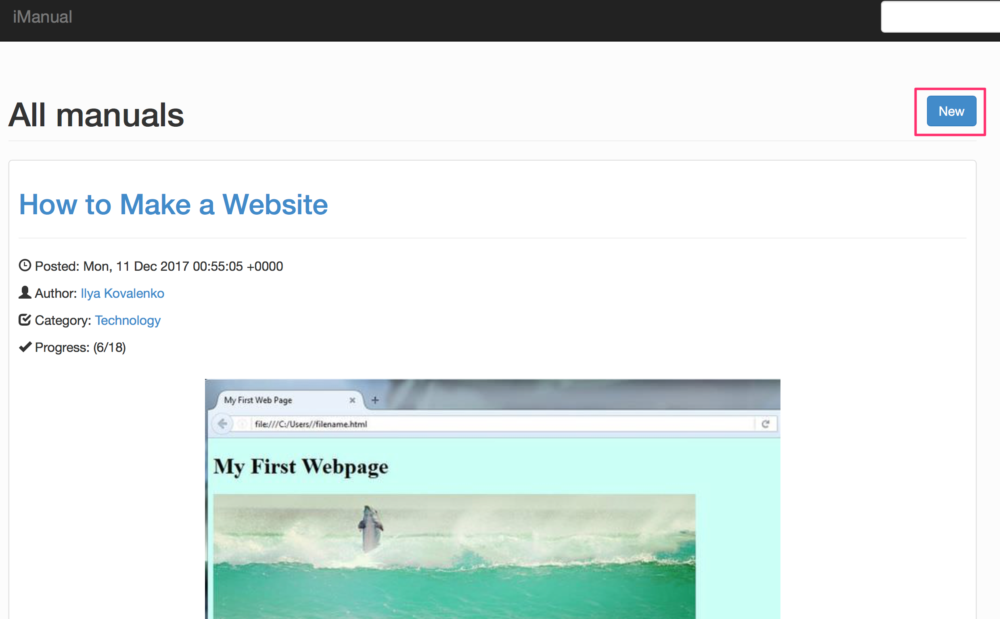 iManual
All manuals
New
How to Make a Website
Posted: Mon, 11 Dec 2017 00:55:05 +0000
Author: Ilya Kovalenko
Category: Technology
Progress: (6/18)
My First Web Page
file:///C:/Users//filename.html
My First Webpage